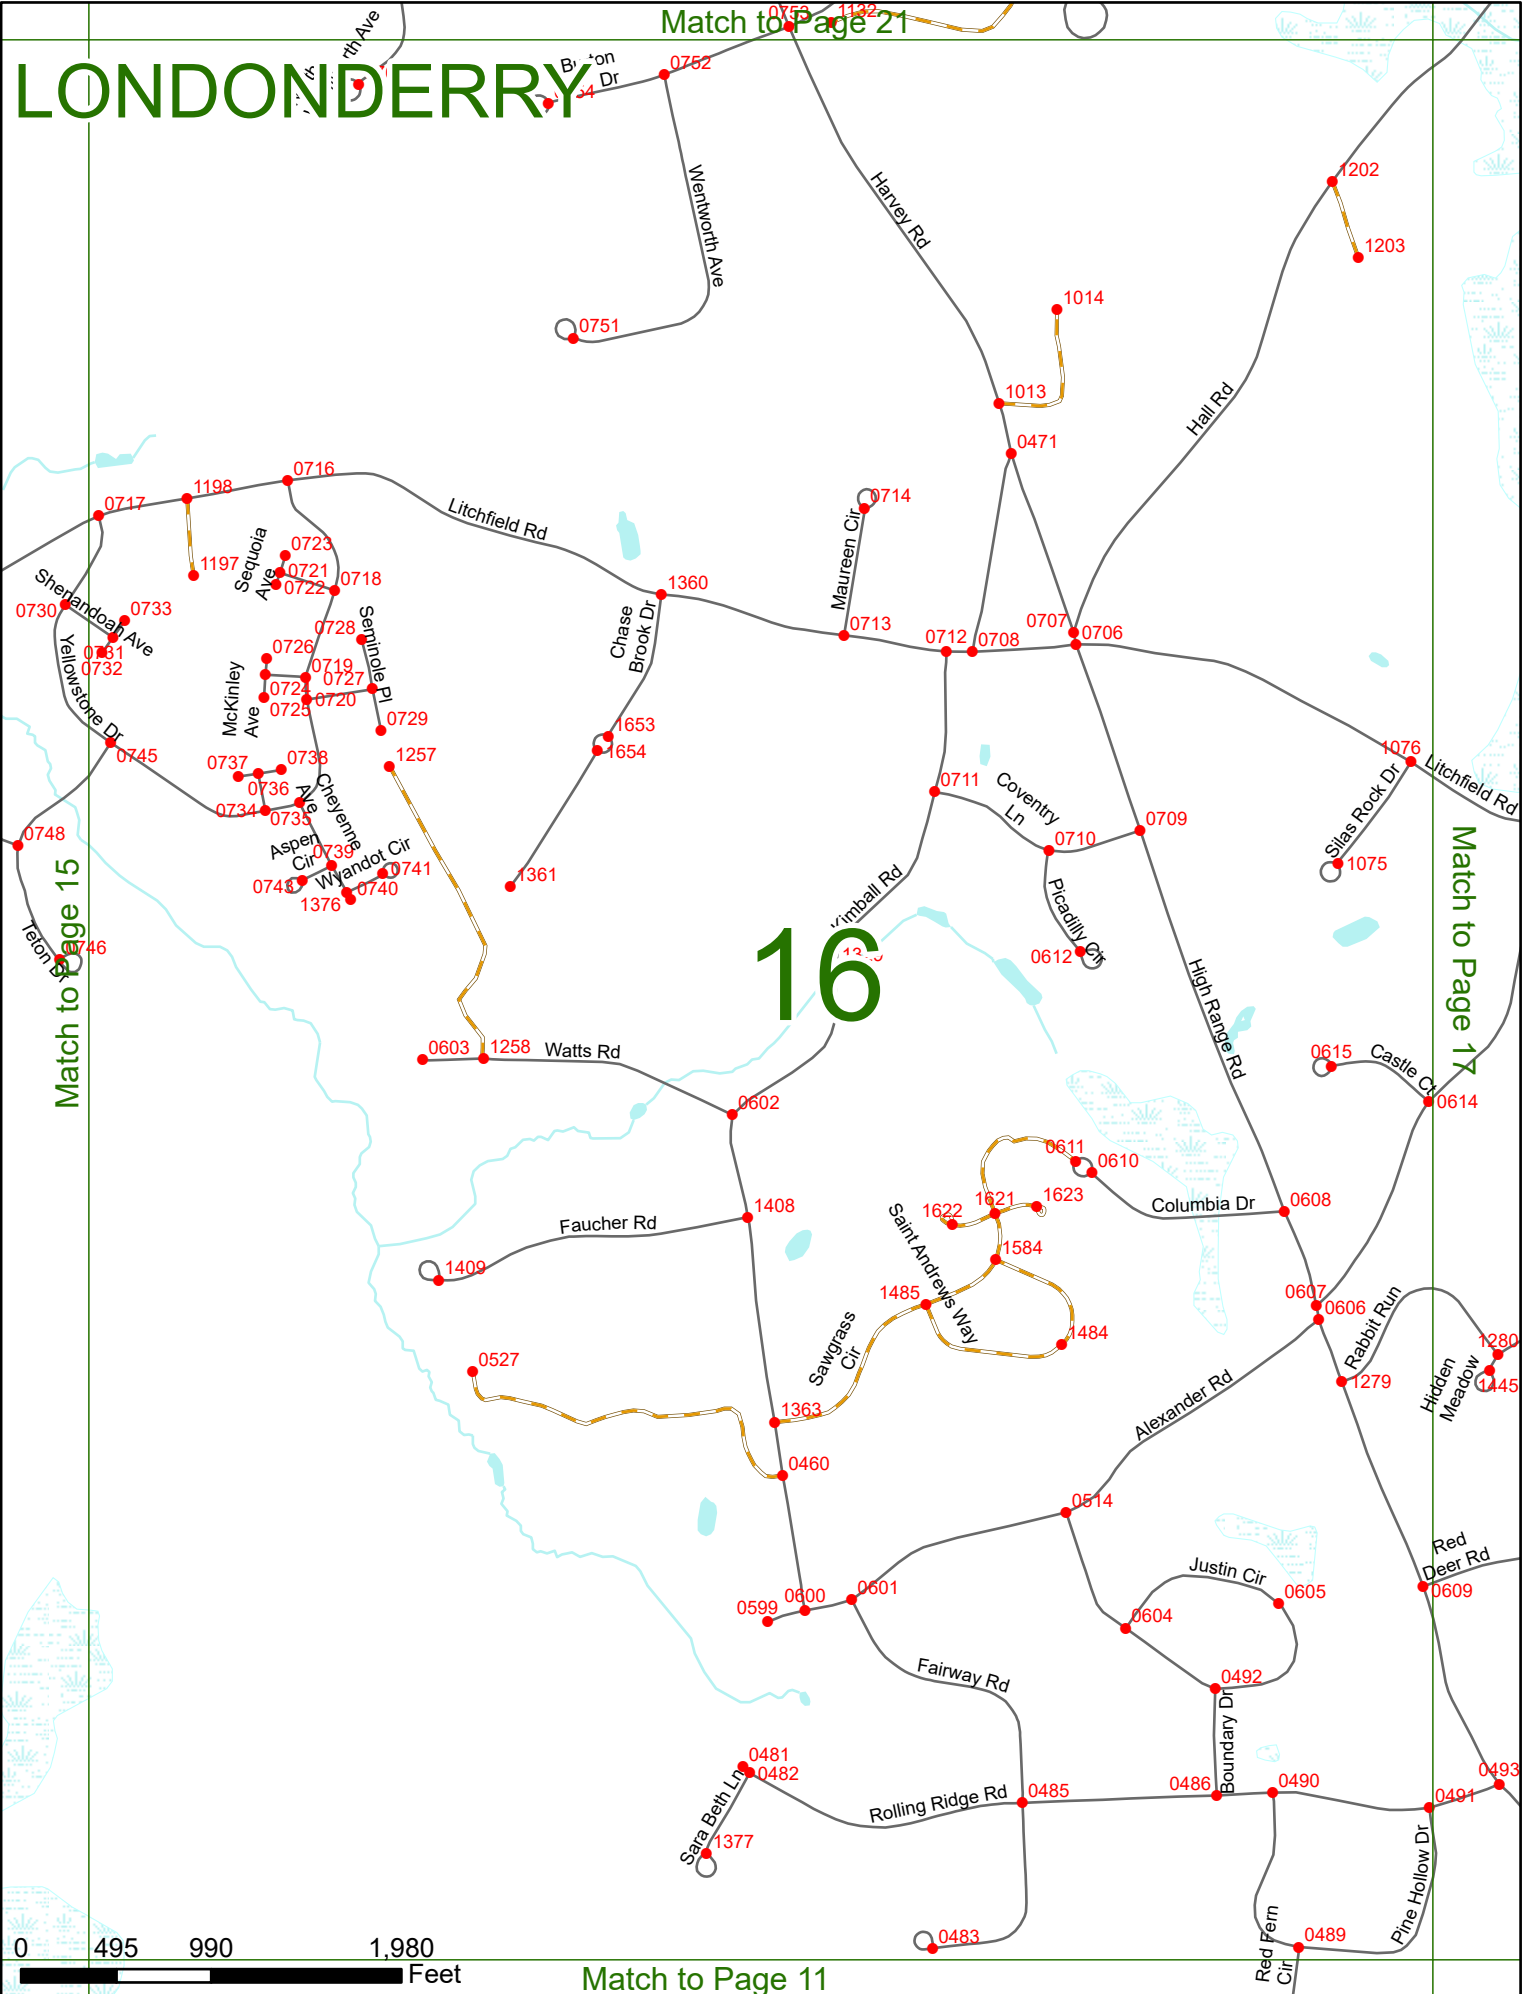 Match to Page 21
LONDONDERRY
0753
1132
0752
Dr
Wentworth Ave
Harvey Rd
1202
1203
1014
0751
1013
Hall Rd
0471
0716
1198
0717
Litchfield Rd
0714
Maureen Cir
Sequoia
Ave
0723
0721
0722
0718
1197
1360
Shenandoah Ave
0730
0733
0731
0732
Seminole Pl
0728
Chase
Brook Dr
0713
0712
0708
0707
0706
0726
0719
0724
0727
0725
0720
McKinley
Ave
Yellowstone Dr
0729
1653
1654
0745
1257
1076
Litchfield Rd
Silas Rock Dr
0737
0738
0736
0734
0735
Cheyenne
Ave
0711
Coventry
Ln
0710
0709
0748
Aspen
Cir
0739
Wyandot Cir
0741
0743
0740
1376
1361
1075
Match to Page 15
Match to Page 17
Kimball Rd
Picadilly Cir
Teton Dr
0746
16
0612
High Range Rd
0603
1258
Watts Rd
0615
Castle Ct
0614
0602
0611
0610
1408
Faucher Rd
1622
1621
1623
Columbia Dr
0608
Saint Andrews Way
1584
1409
1485
0607
0606
Rabbit Run
Sawgrass
Cir
1484
1280
0527
1279
Hidden
Meadow
1445
Alexander Rd
1363
0460
0514
Red
Deer Rd
0609
Justin Cir
0605
0599
0600
0601
0604
Fairway Rd
0492
Boundary Dr
0481
0482
0486
0490
0493
Sara Beth Ln
Rolling Ridge Rd
0485
0491
1377
Pine Hollow Dr
0483
Red Fern
Cir
0489
0 495 990 1,980
Feet
Match to Page 11